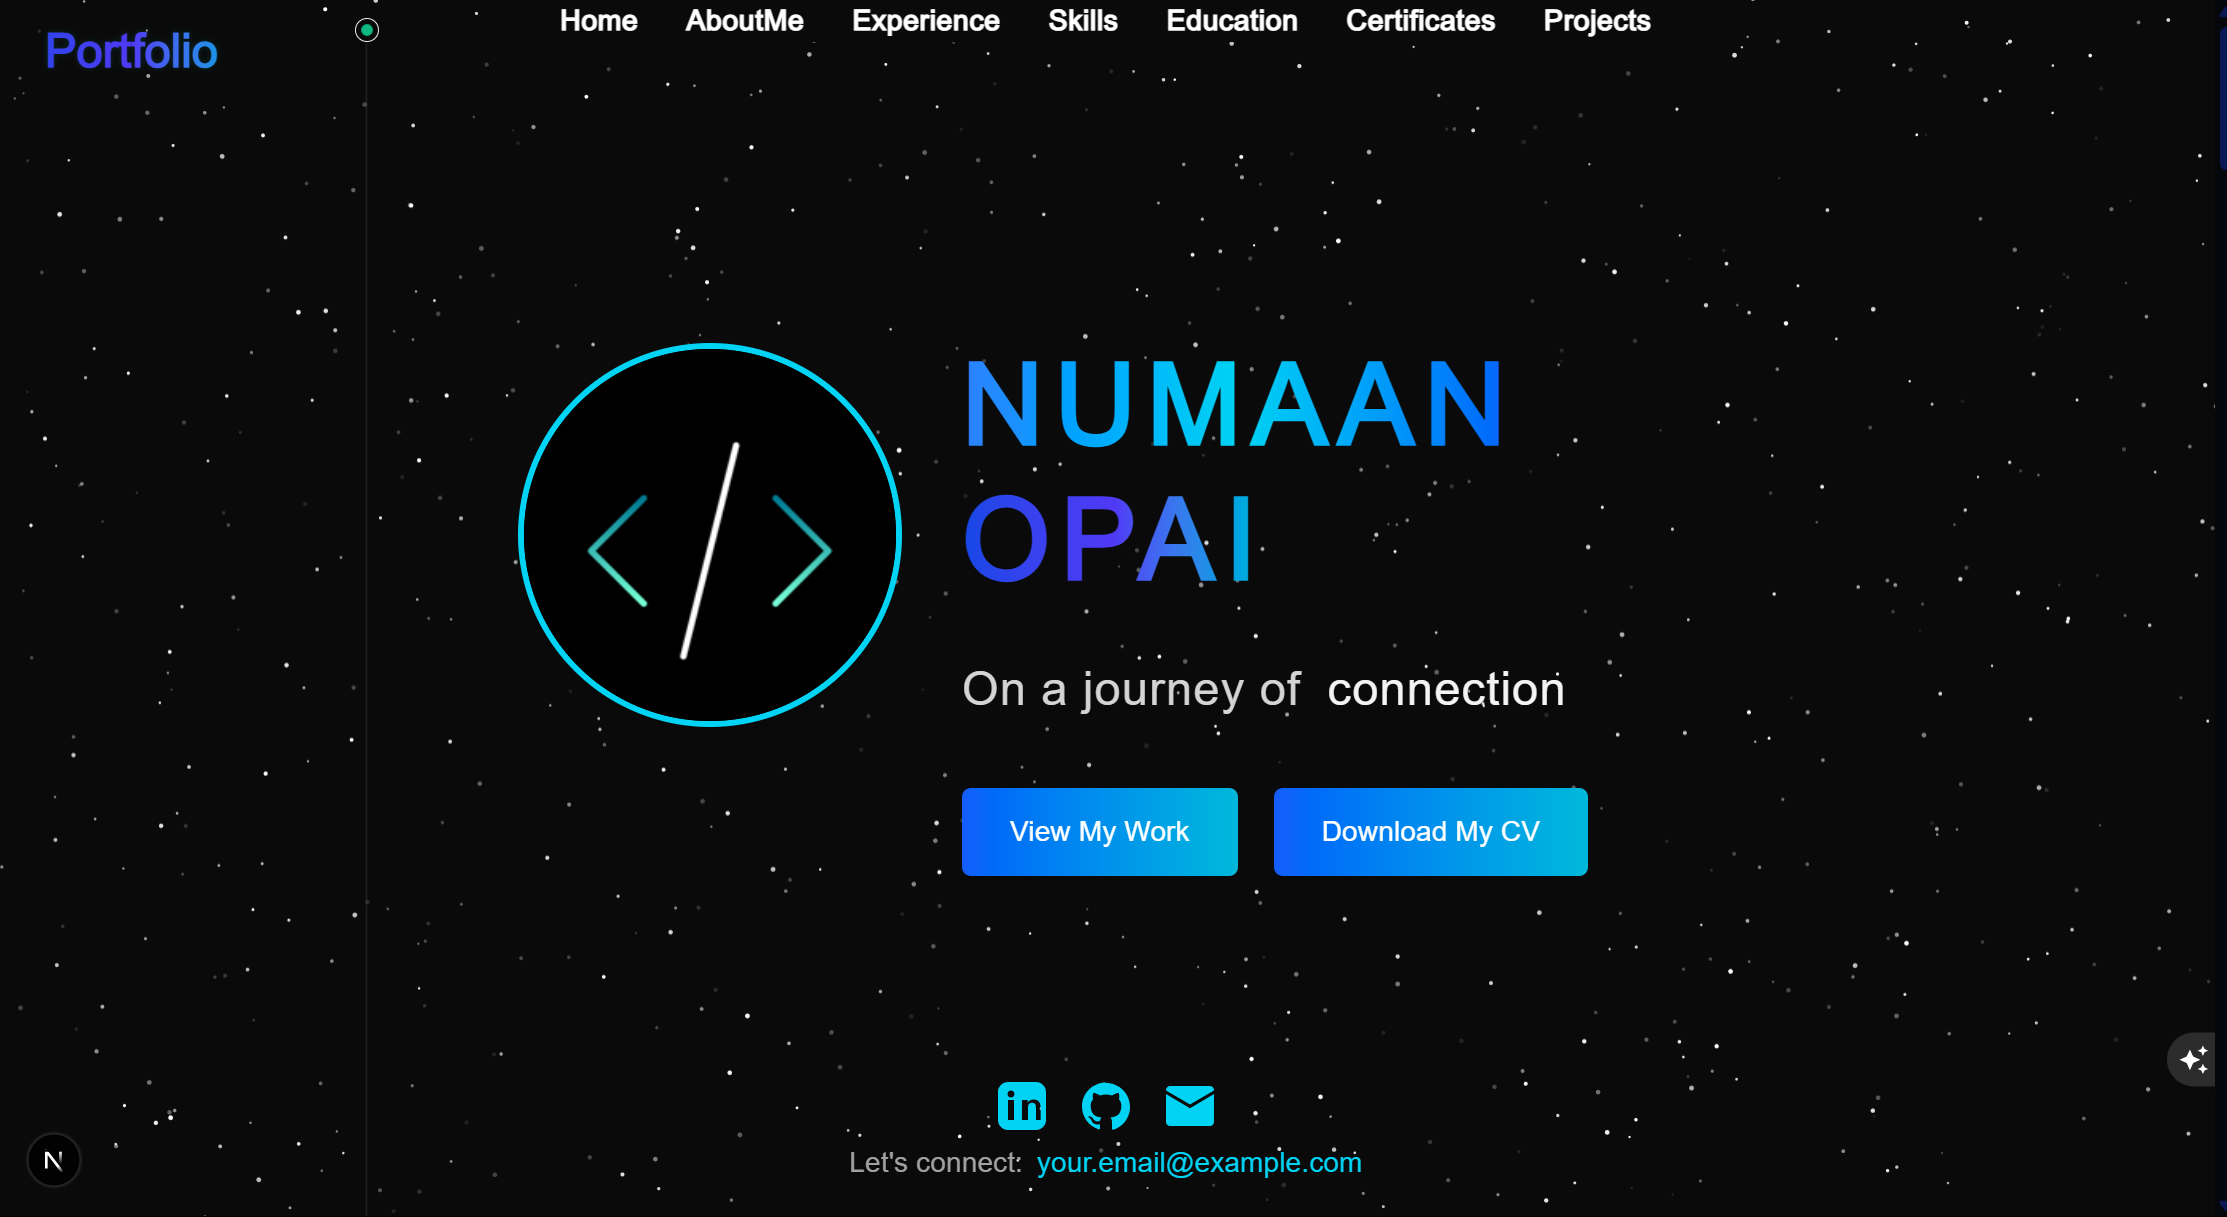 Portfolio
Home AboutMe Experience Skills Education Certificates Projects
NUMAAN
OPAI
On a journey of connection
View My Work
Download My CV
in
Let's connect: your.email@example.com
N